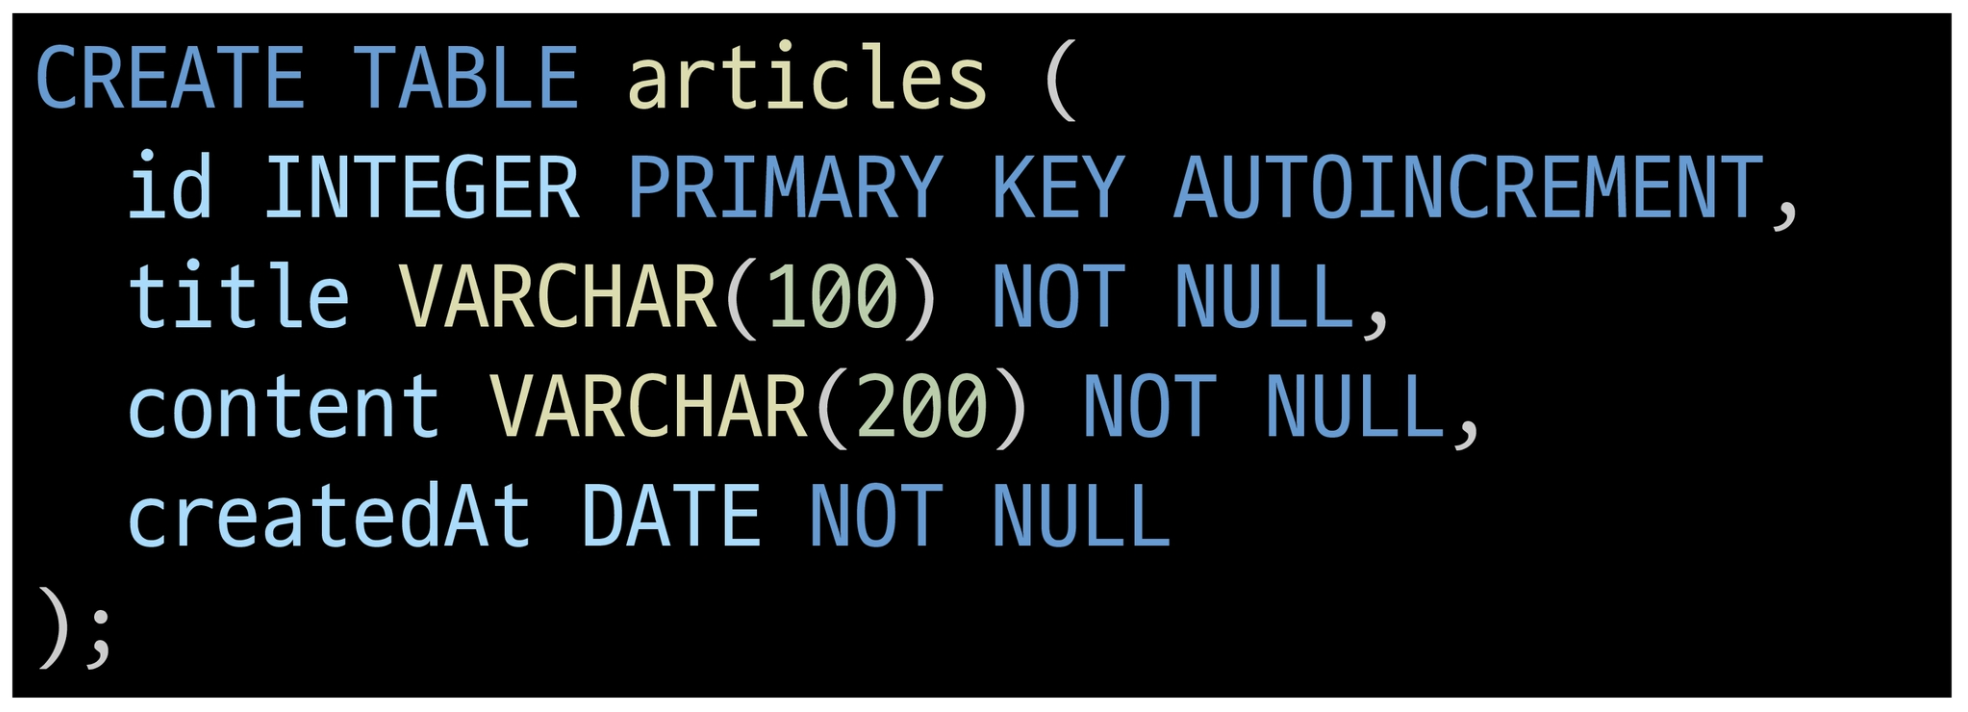 CREATE TABLE articles (
  id INTEGER PRIMARY KEY AUTOINCREMENT,
  title VARCHAR(100) NOT NULL,
  content VARCHAR(200) NOT NULL,
  createdAt DATE NOT NULL
);